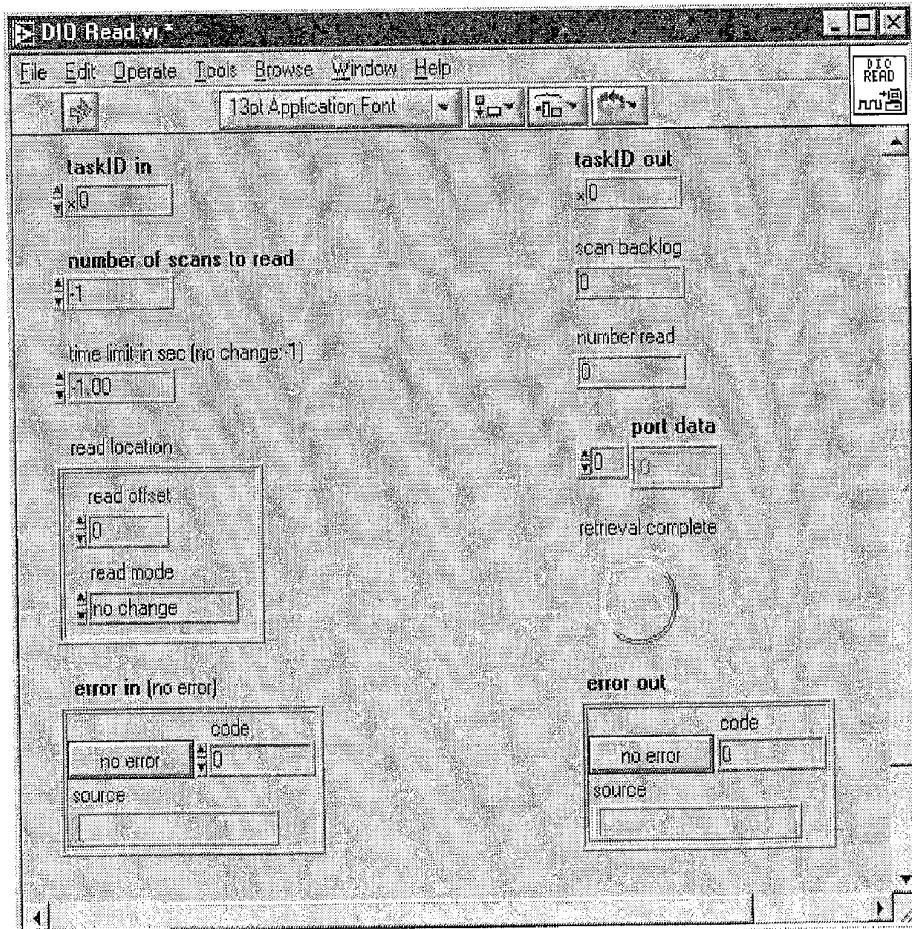 DIO Read.vi *
File Edit Operate Tools Browse Window Help
DIO
READ
13pt Application Font
taskID in
×0
number of scans to read
-1
time limit in sec (no change:-1)
-1.00
read location
read offset
0
read mode
no change
error in (no error)
code
no error
0
source
taskID out
×0
scan backlog
0
number read
0
port data
0
0
retrieval complete
error out
code
no error
0
source